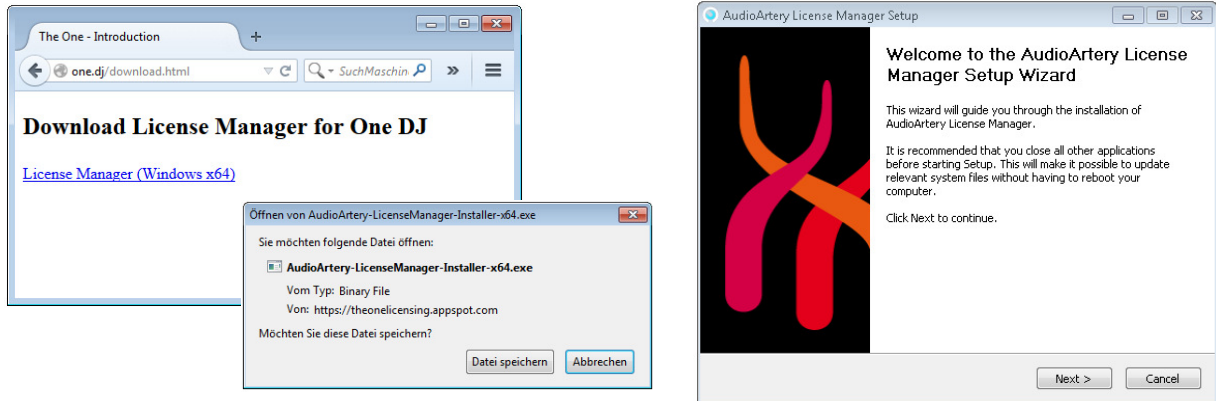 The One - Introduction
one.dj/download.html
SuchMaschin
Download License Manager for One DJ
License Manager (Windows x64)
Öffnen von AudioArtery-LicenseManager-Installer-x64.exe
Sie möchten folgende Datei öffnen:
AudioArtery-LicenseManager-Installer-x64.exe
Vom Typ: Binary File
Von: https://theonelicensing.appspot.com
Möchten Sie diese Datei speichern?
Datei speichern Abbrechen
AudioArtery License Manager Setup
Welcome to the AudioArtery License
Manager Setup Wizard
This wizard will guide you through the installation of
AudioArtery License Manager.
It is recommended that you close all other applications
before starting Setup. This will make it possible to update
relevant system files without having to reboot your
computer.
Click Next to continue.
Next > Cancel